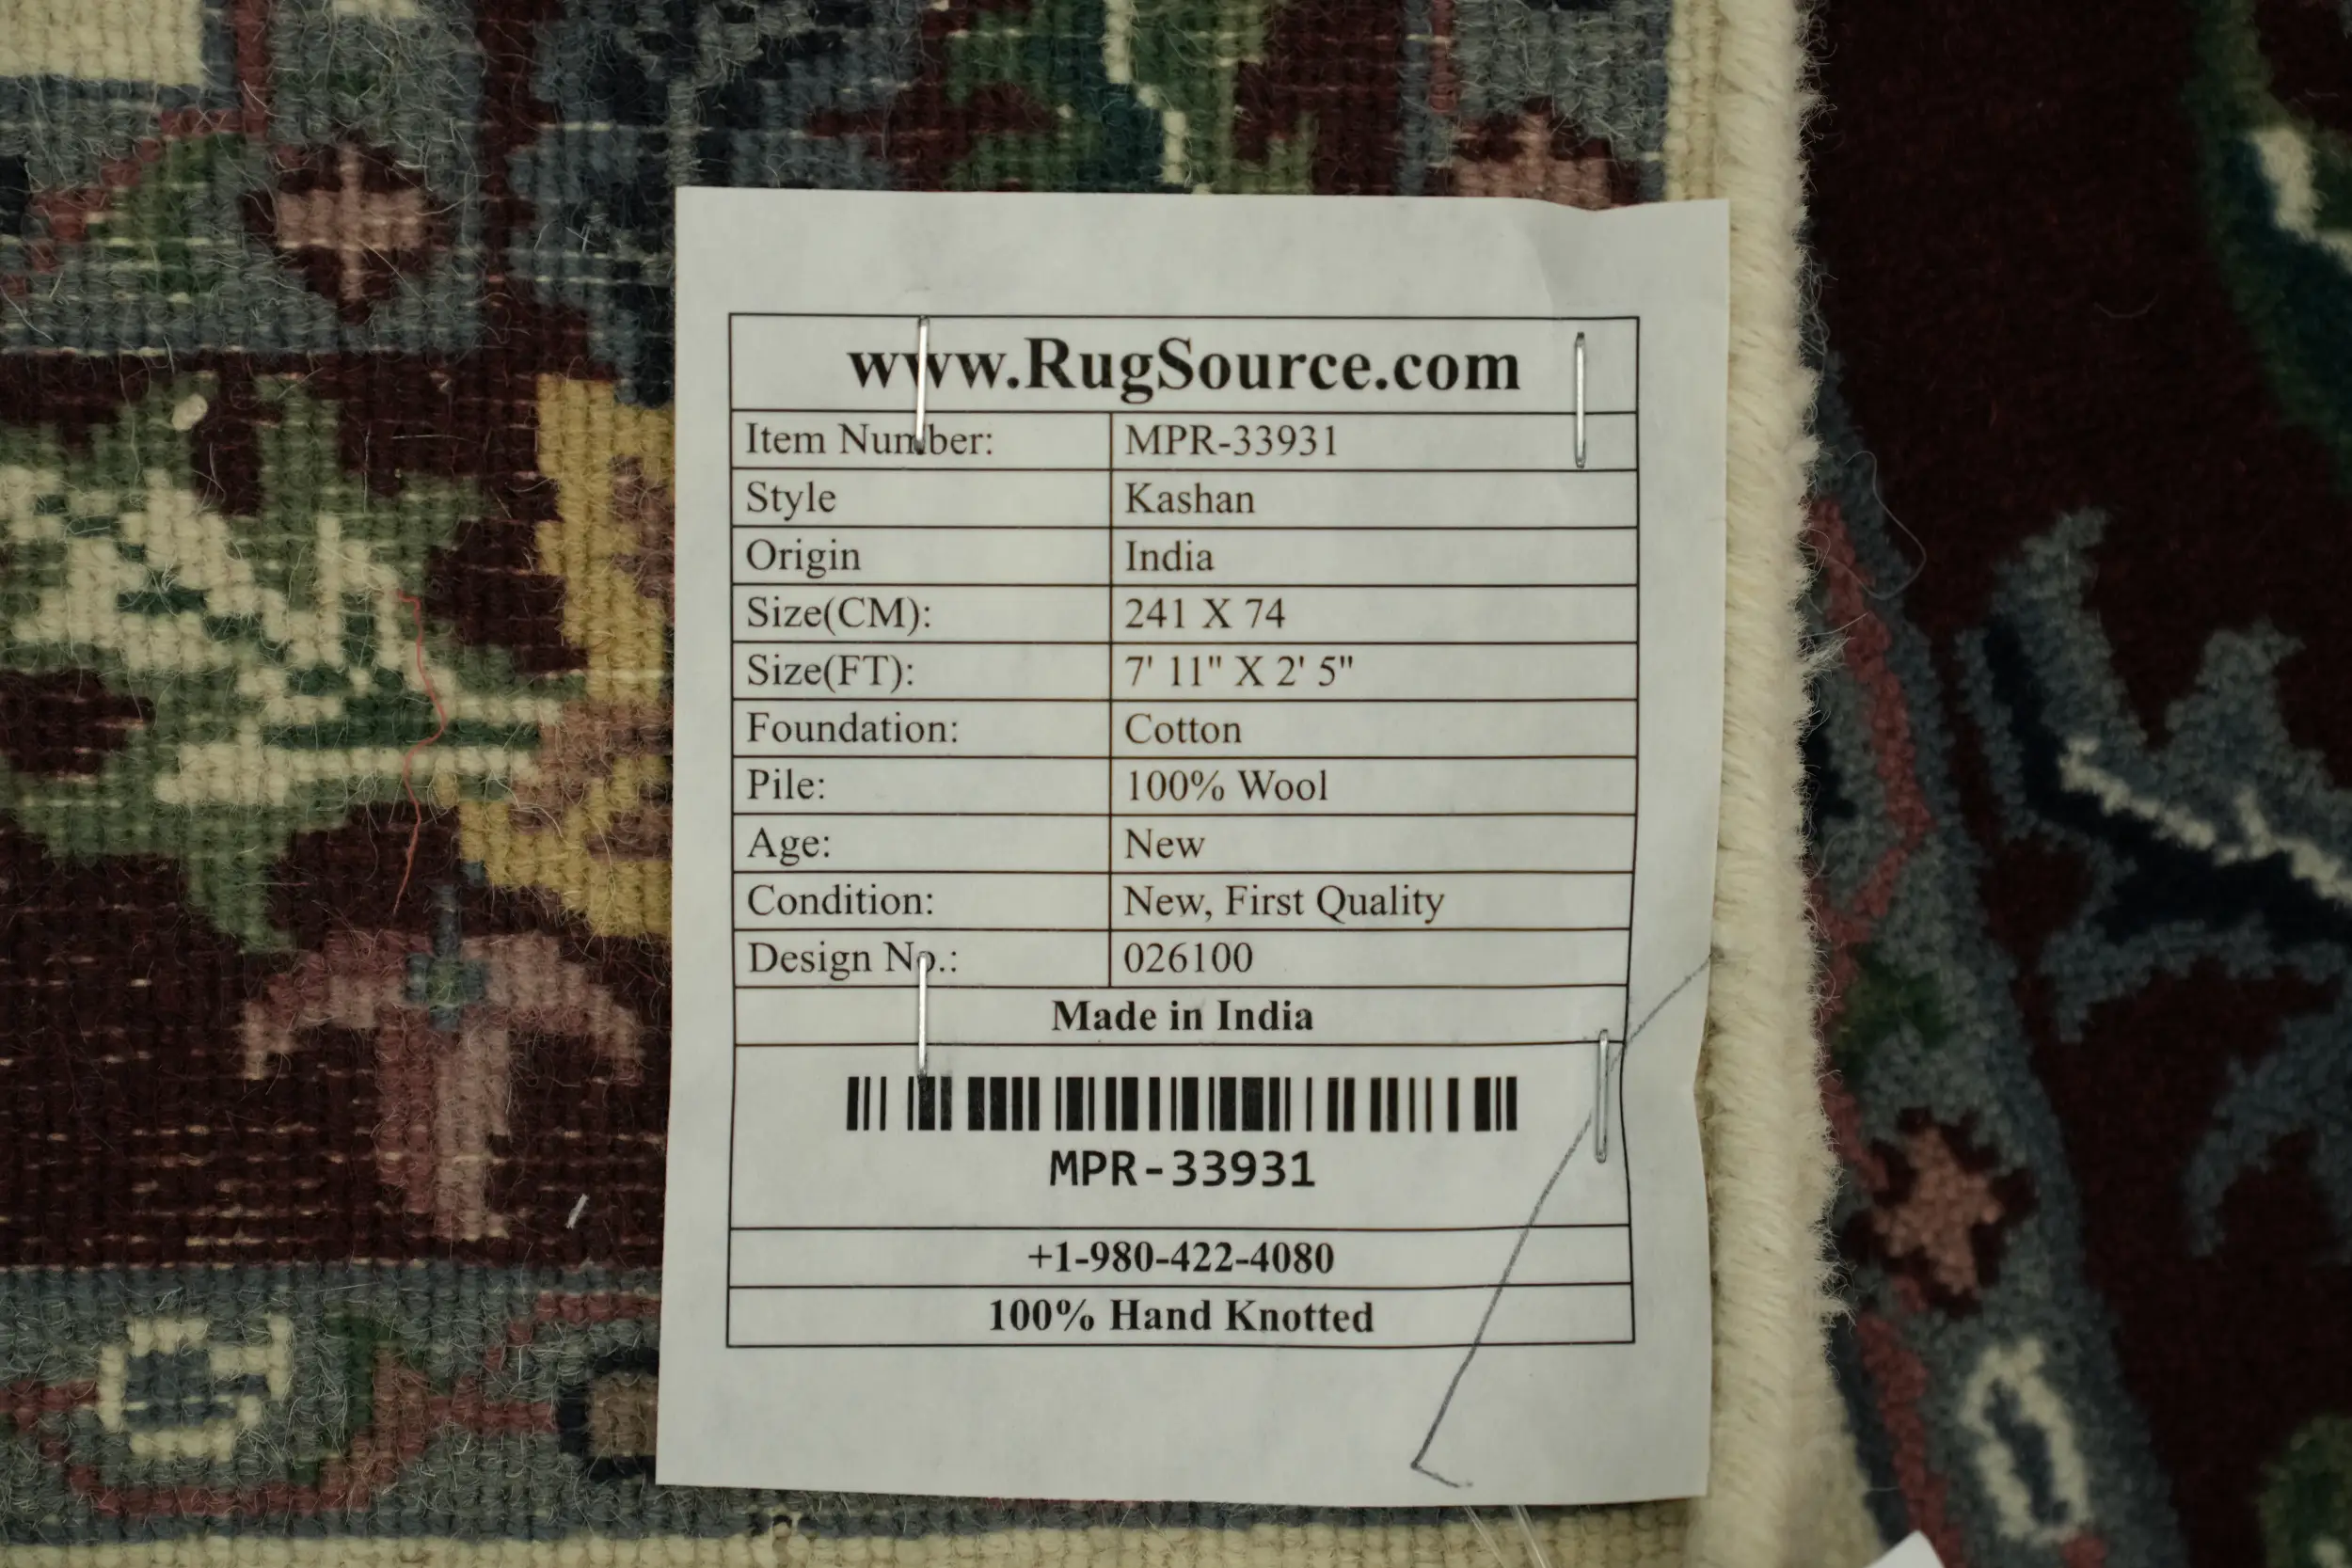 www.RugSource.com
Item Number: MPR-33931
Style Kashan
Origin India
Size(CM): 241 X 74
Size(FT): 7' 11" X 2' 5"
Foundation: Cotton
Pile: 100% Wool
Age: New
Condition: New, First Quality
Design No.: 026100
Made in India
MPR-33931
+1-980-422-4080
100% Hand Knotted